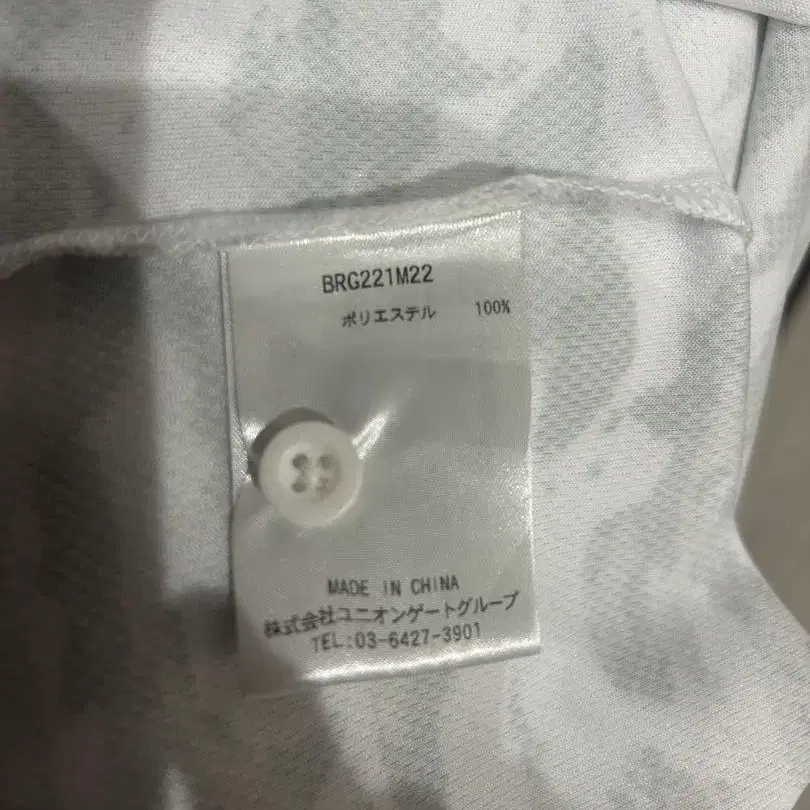 BRG221M22
ポリエステル 100%
MADE IN CHINA
株式会社ユニオンゲートグループ
TEL:03-6427-3901